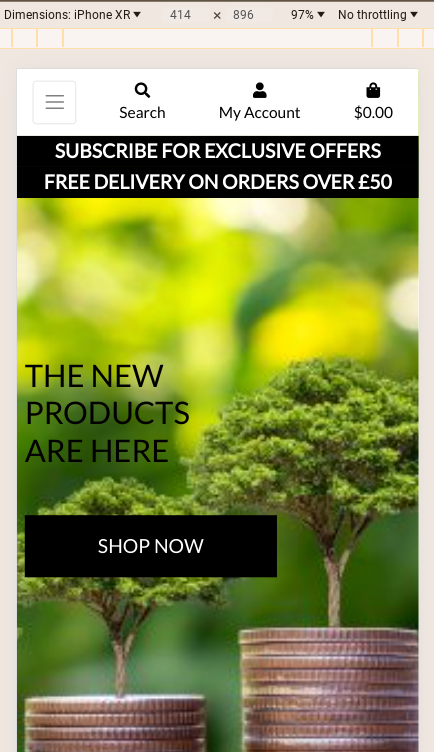 Dimensions: iPhone XR 414 × 896 97% No throttling
Search My Account $0.00
SUBSCRIBE FOR EXCLUSIVE OFFERS
FREE DELIVERY ON ORDERS OVER £50
THE NEW
PRODUCTS
ARE HERE
SHOP NOW